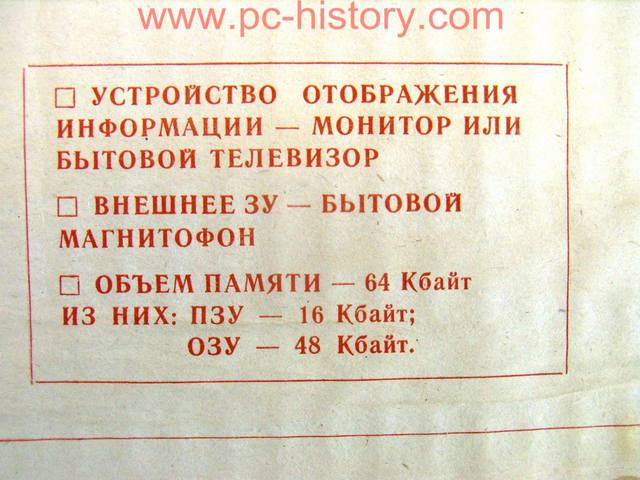 www.pc-history.com
□ УСТРОЙСТВО ОТОБРАЖЕНИЯ
ИНФОРМАЦИИ — МОНИТОР ИЛИ
БЫТОВОЙ ТЕЛЕВИЗОР
□ ВНЕШНЕЕ ЗУ — БЫТОВОЙ
МАГНИТОФОН
□ ОБЪЕМ ПАМЯТИ — 64 Кбайт
ИЗ НИХ: ПЗУ — 16 Кбайт;
ОЗУ — 48 Кбайт.